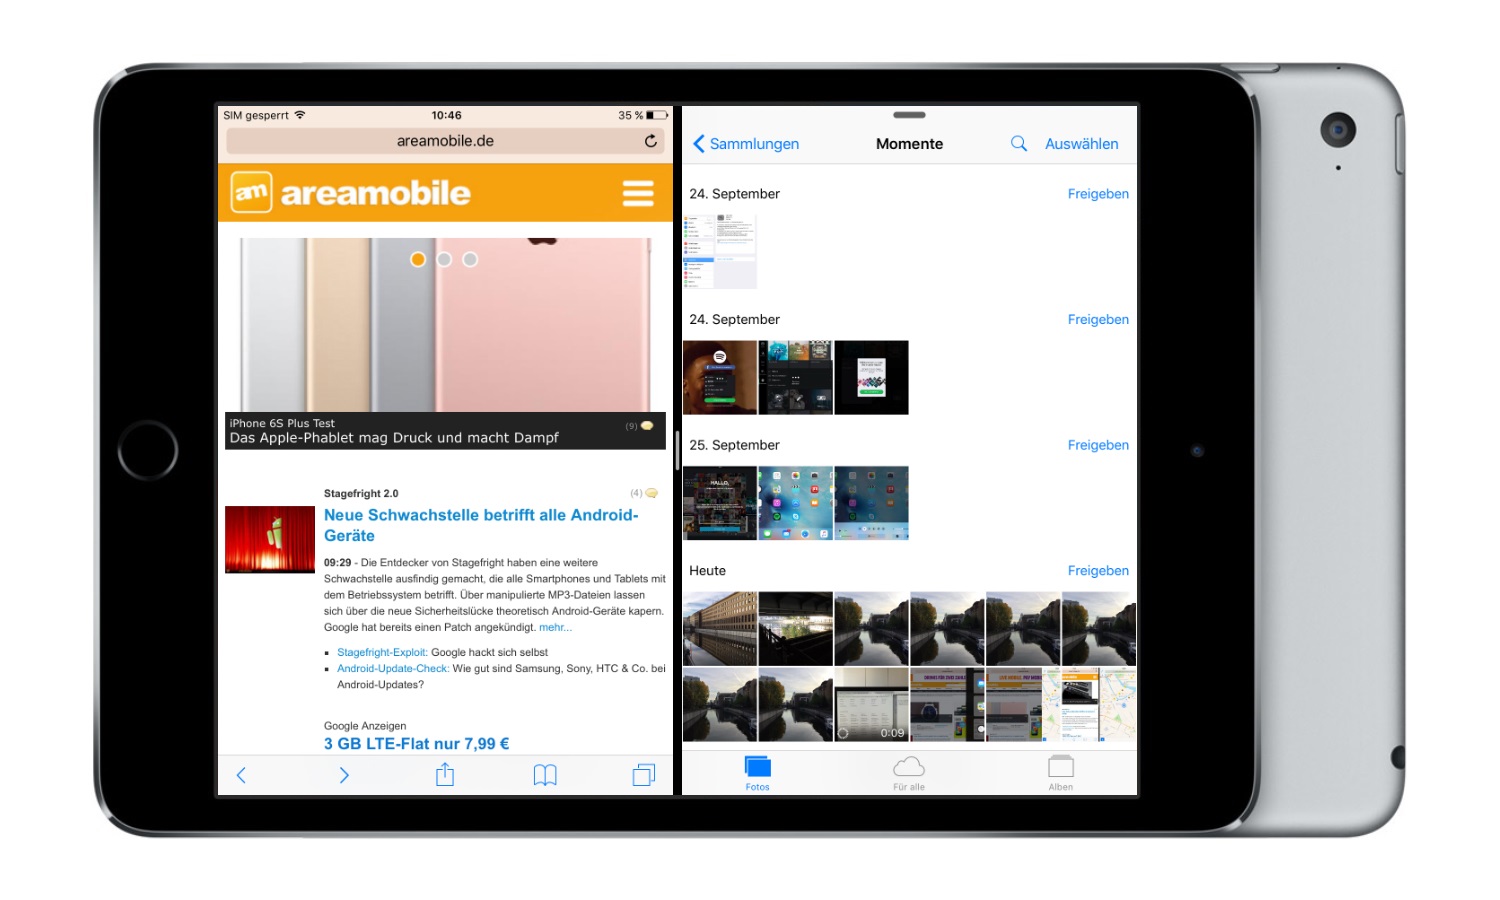 SIM gesperrt 10:46 35 %
areamobile.de
am areamobile
iPhone 6S Plus Test
(9)
Das Apple-Phablet mag Druck und macht Dampf
Stagefright 2.0
(4)
Neue Schwachstelle betrifft alle Android-
Geräte
09:29 - Die Entdecker von Stagefright haben eine weitere
Schwachstelle ausfindig gemacht, die alle Smartphones und Tablets mit
dem Betriebssystem betrifft. Über manipulierte MP3-Dateien lassen
sich über die neue Sicherheitslücke theoretisch Android-Geräte kapern.
Google hat bereits einen Patch angekündigt. mehr...
Stagefright-Exploit: Google hackt sich selbst
Android-Update-Check: Wie gut sind Samsung, Sony, HTC & Co. bei
Android-Updates?
Google Anzeigen
3 GB LTE-Flat nur 7,99 €
Sammlungen Momente Auswählen
24. September Freigeben
24. September Freigeben
25. September Freigeben
HALLO,
Heute Freigeben
0:09
Fotos Für alle Alben